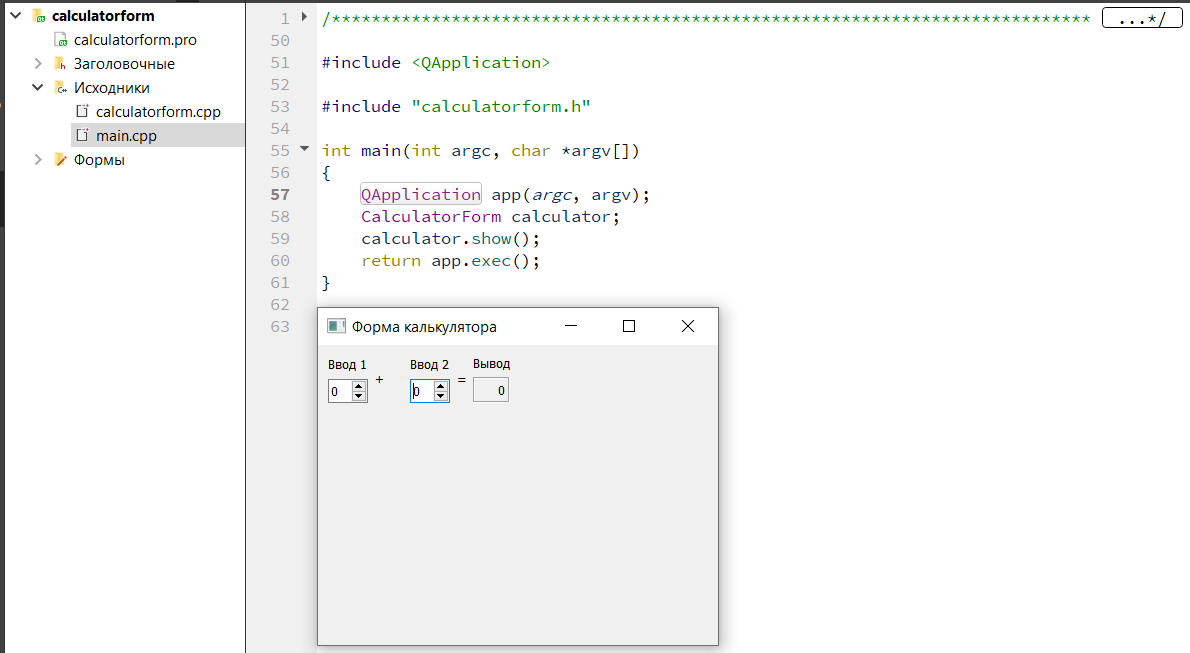 calculatorform
calculatorform.pro
Заголовочные
Исходники
calculatorform.cpp
main.cpp
Формы
1 /**************************************************************************** ...*/
50
51 #include <QApplication>
52
53 #include "calculatorform.h"
54
55 int main(int argc, char *argv[])
56 {
57 QApplication app(argc, argv);
58 CalculatorForm calculator;
59 calculator.show();
60 return app.exec();
61 }
62
63
Форма калькулятора
Ввод 1 Ввод 2 Вывод
0 + 0 = 0